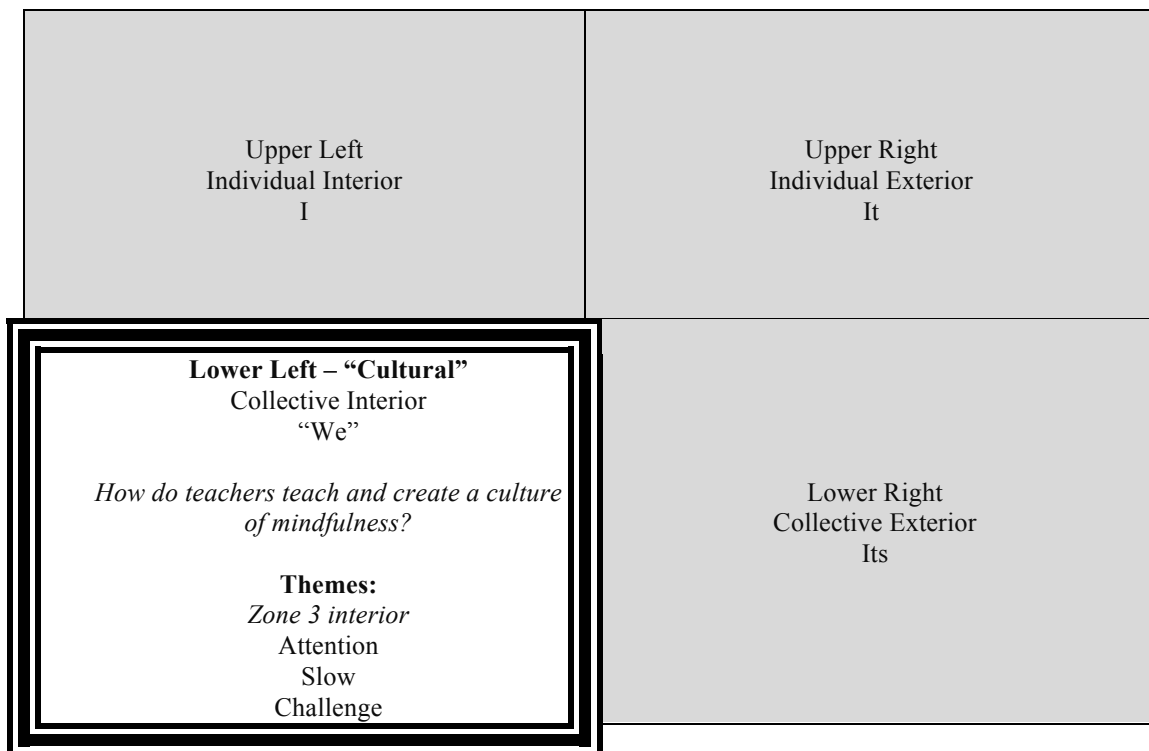 Upper Left
Individual Interior
I
Upper Right
Individual Exterior
It
Lower Left – “Cultural”
Collective Interior
“We”
How do teachers teach and create a culture
of mindfulness?
Themes:
Zone 3 interior
Attention
Slow
Challenge
Lower Right
Collective Exterior
Its